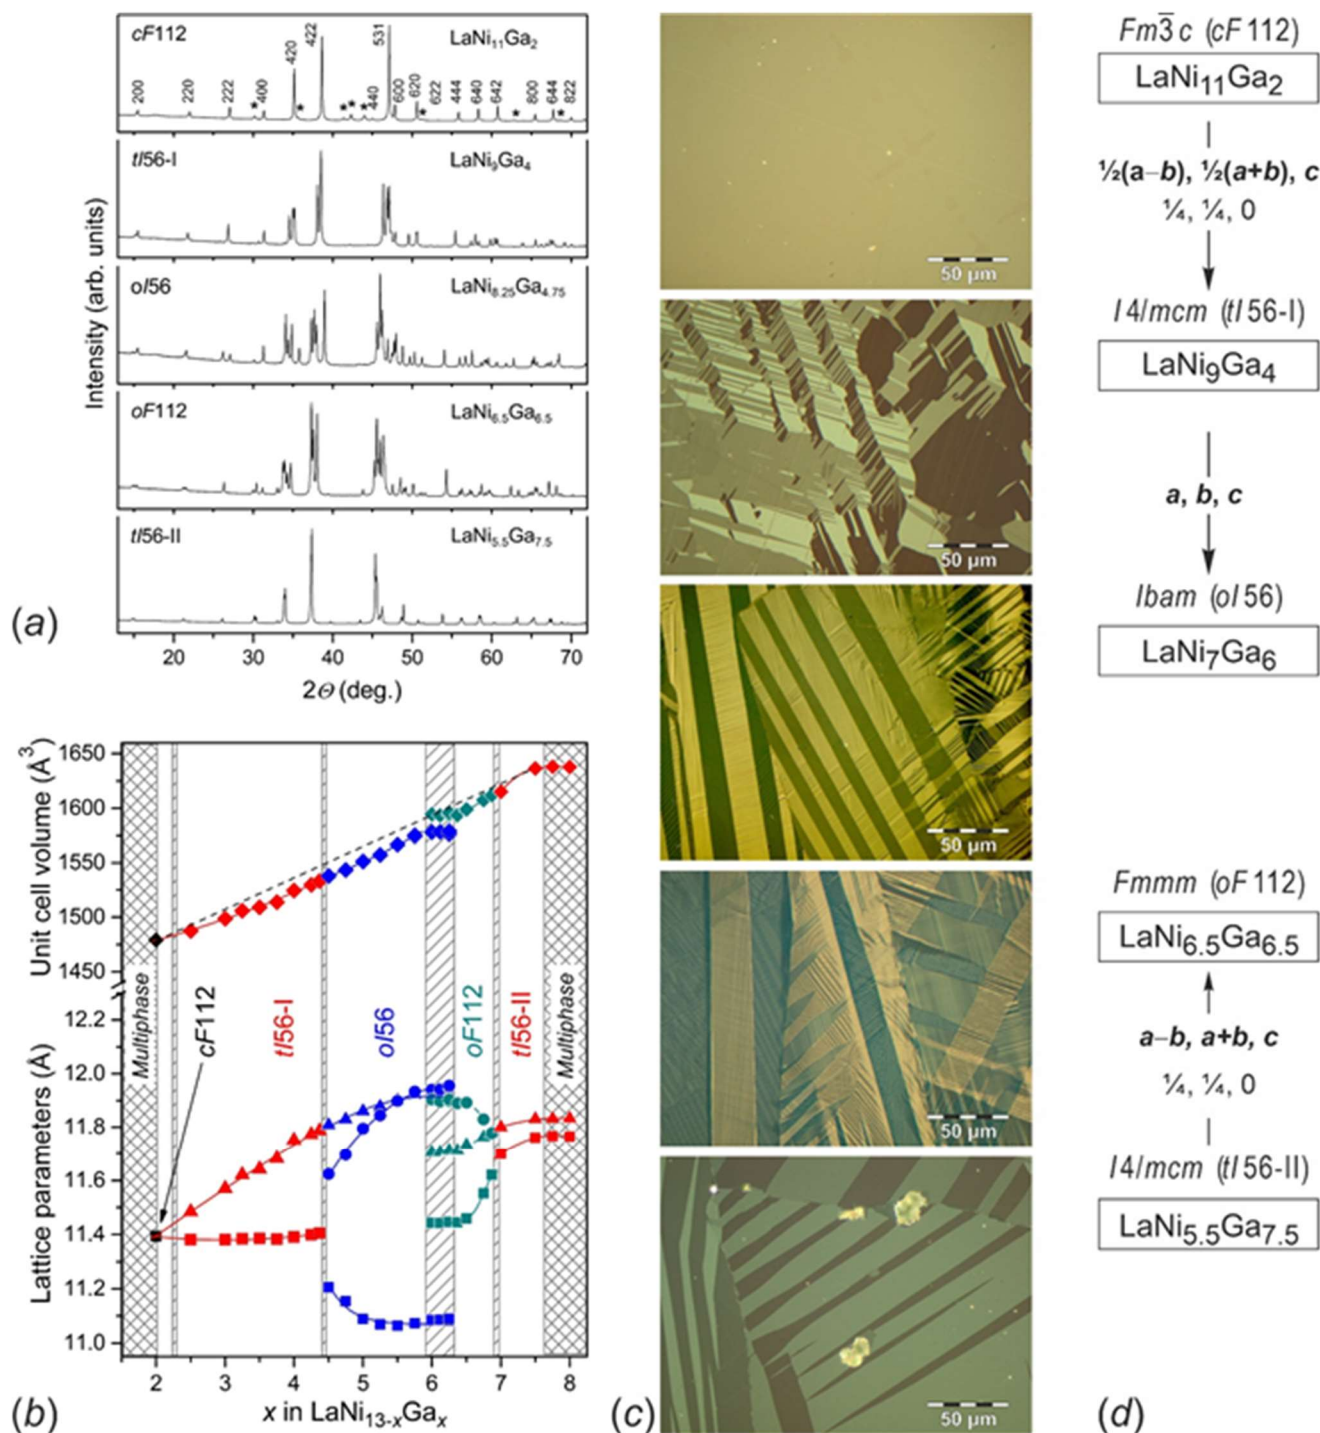 cF112
LaNi11Ga2
200
220
222
*
400
420
*
422
*
*
*
440
531
600
620
*
622
444
640
642
*
800
644
*
822
tI56-I
LaNi9Ga4
oI56
LaNi8.25Ga4.75
oF112
LaNi6.5Ga6.5
tI56-II
LaNi5.5Ga7.5
Intensity (arb. units)
20 30 40 50 60 70
2Θ (deg.)
(a)
Unit cell volume (Å3)
1650
1600
1550
1500
1450
Lattice parameters (Å)
12.2
12.0
11.8
11.6
11.4
11.2
11.0
Multiphase
cF112
tI56-I
oI56
oF112
tI56-II
Multiphase
2 3 4 5 6 7 8
x in LaNi13-xGax
(b)
50 µm
50 µm
50 µm
50 µm
50 µm
(c)
Fm3̅c (cF112)
LaNi11Ga2
½(a–b), ½(a+b), c
¼, ¼, 0
I4/mcm (tI56-I)
LaNi9Ga4
a, b, c
Ibam (oI56)
LaNi7Ga6
Fmmm (oF112)
LaNi6.5Ga6.5
a–b, a+b, c
¼, ¼, 0
I4/mcm (tI56-II)
LaNi5.5Ga7.5
(d)